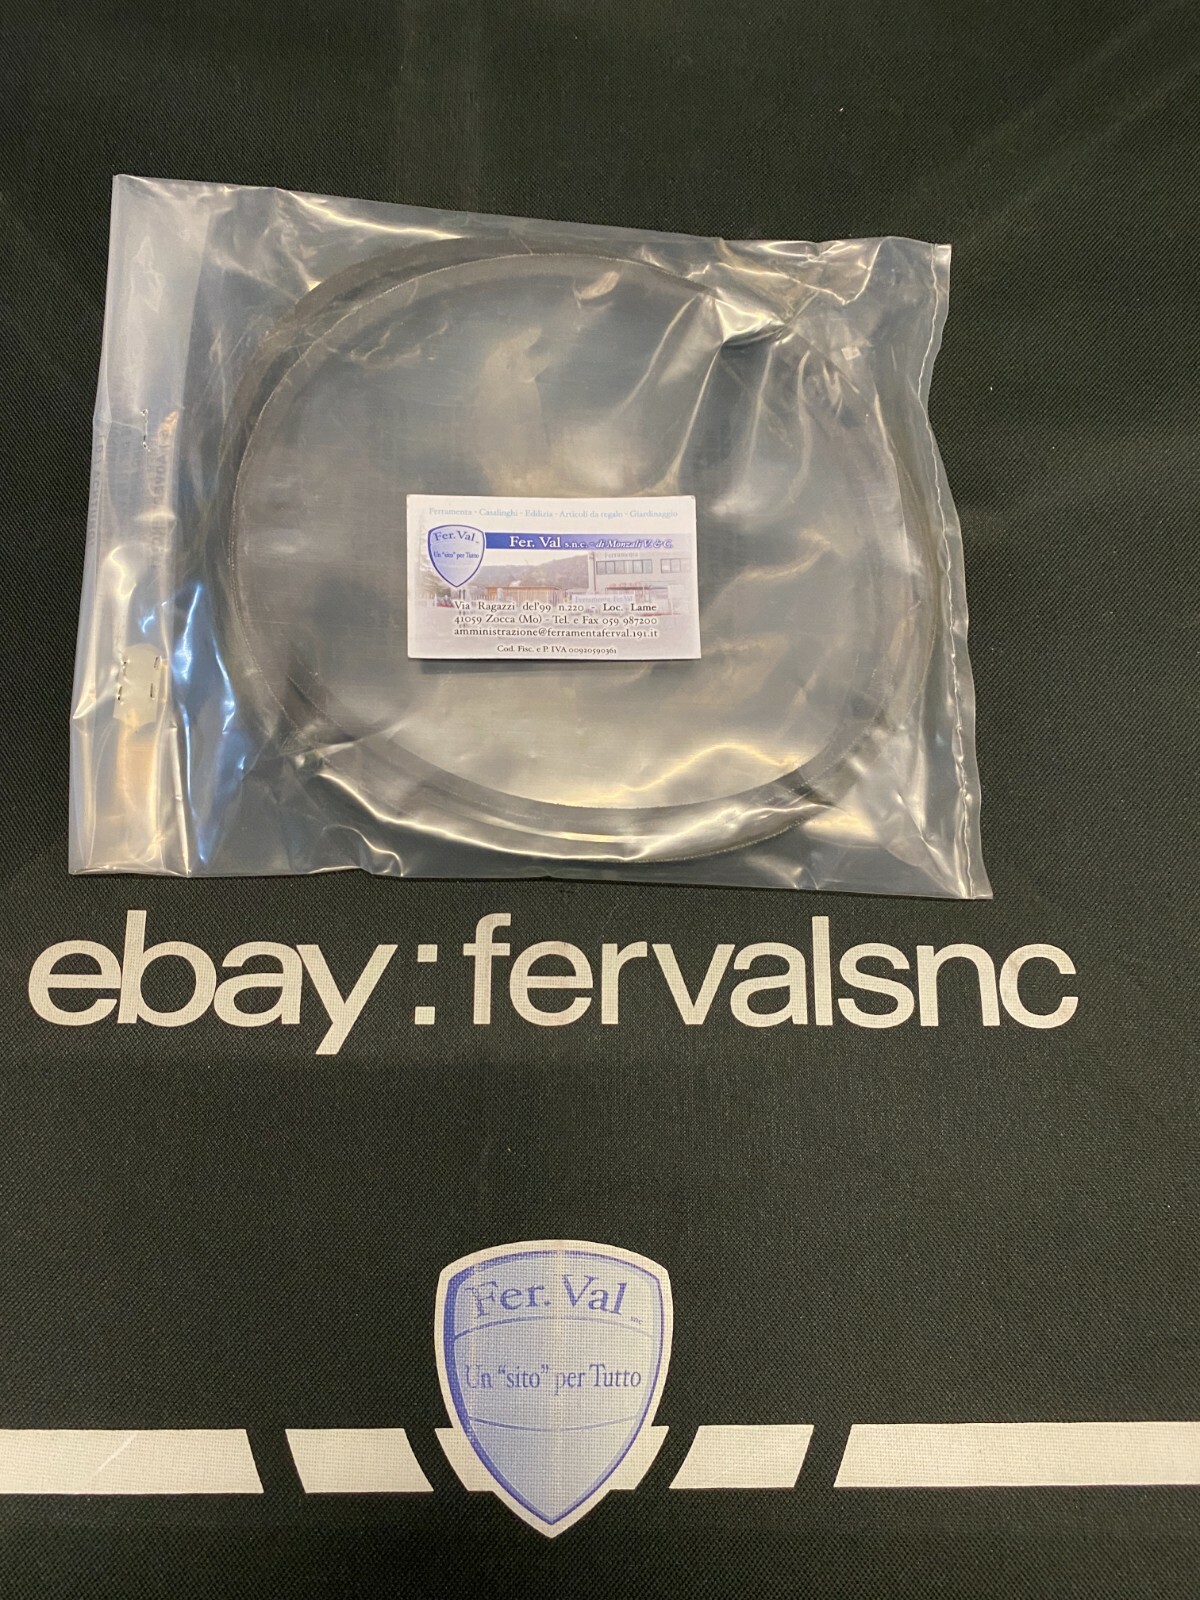 Ferramenta - Casalinghi - Edilizia - Articoli da regalo - Giardinaggio
Fer. Val s.n.c. - di Monzali V. & C.
Fer. Val
Un "sito" per Tutto
Via Ragazzi del'99 n.220 - Loc. Lame
41059 Zocca (Mo) - Tel. e Fax 059 987200
amministrazione@ferramentaferval.191.it
Cod. Fisc. e P. IVA 00920590361
ebay:fervalsnc
Fer. Val snc
Un "sito" per Tutto